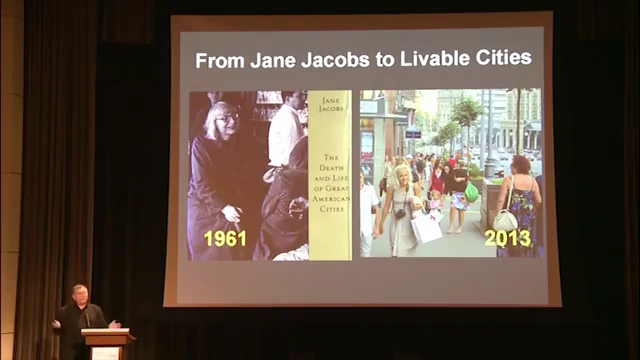 From Jane Jacobs to Livable Cities
JANE
JACOBS
THE
DEATH
AND LIFE
OF GREAT
AMERICAN
CITIES
1961
2013